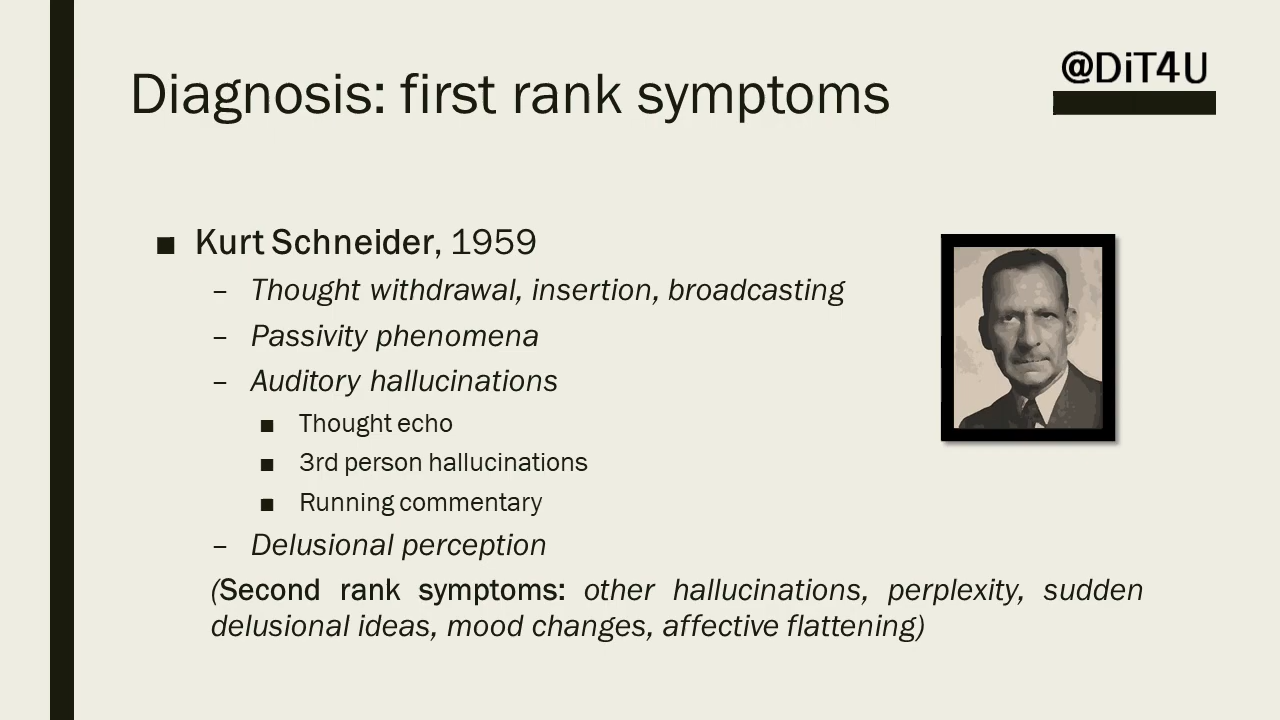 @DiT4U
Diagnosis: first rank symptoms
■ Kurt Schneider, 1959
– Thought withdrawal, insertion, broadcasting
– Passivity phenomena
– Auditory hallucinations
■ Thought echo
■ 3rd person hallucinations
■ Running commentary
– Delusional perception
(Second rank symptoms: other hallucinations, perplexity, sudden
delusional ideas, mood changes, affective flattening)